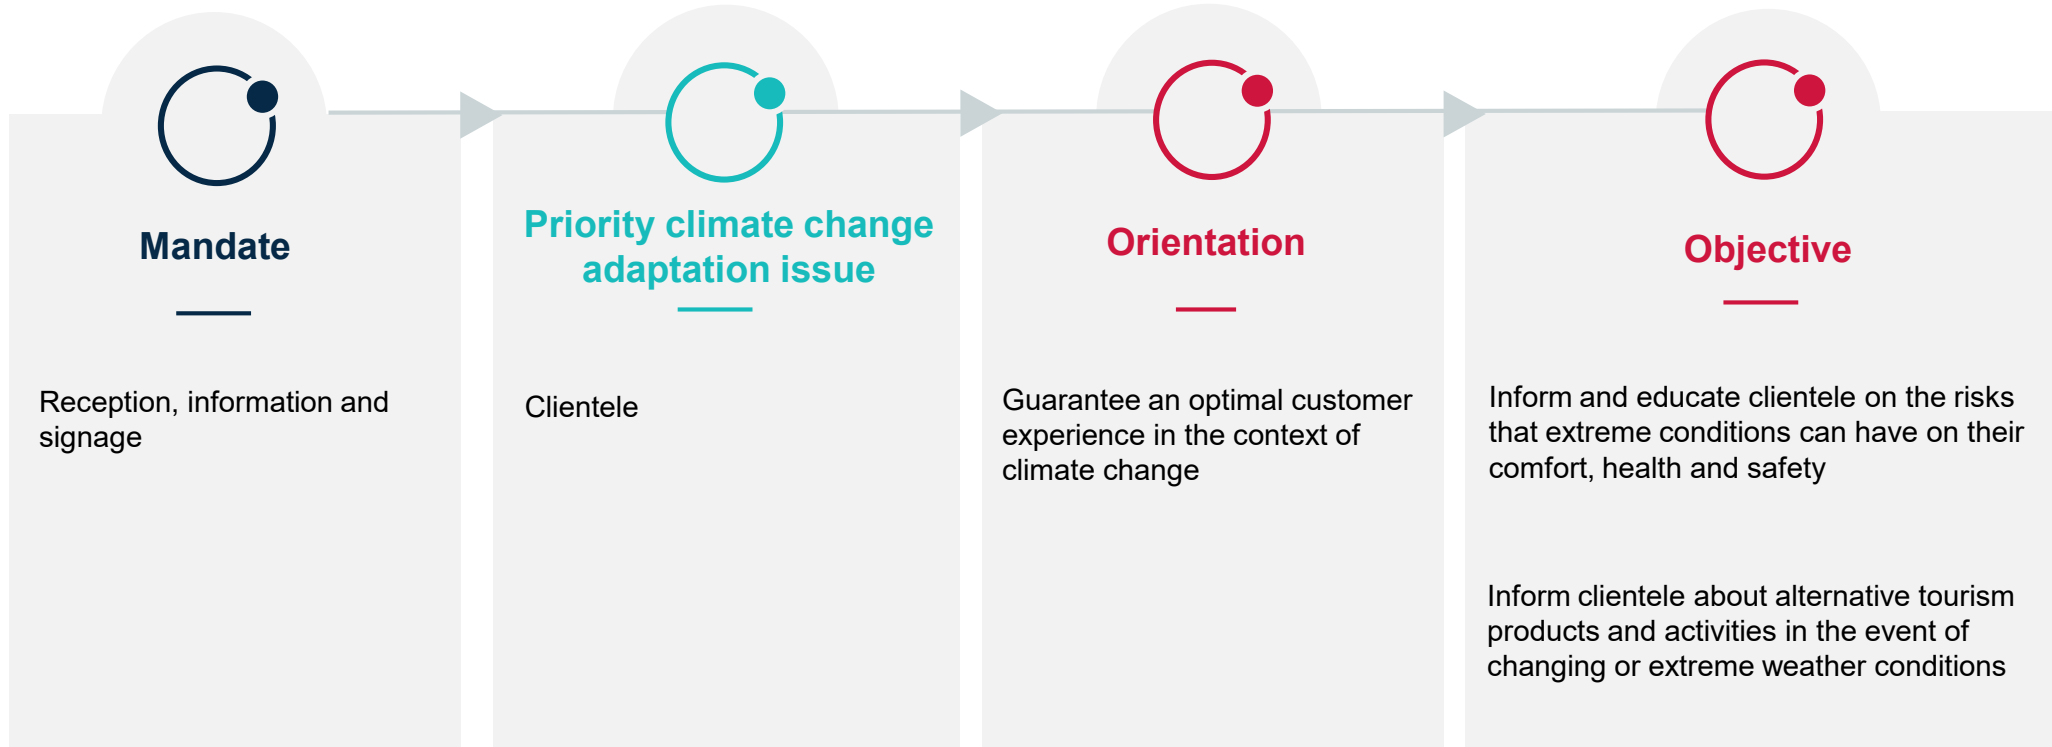 Mandate
Reception, information and
signage
Priority climate change
adaptation issue
Clientele
Orientation
Guarantee an optimal customer
experience in the context of
climate change
Objective
Inform and educate clientele on the risks
that extreme conditions can have on their
comfort, health and safety
Inform clientele about alternative tourism
products and activities in the event of
changing or extreme weather conditions